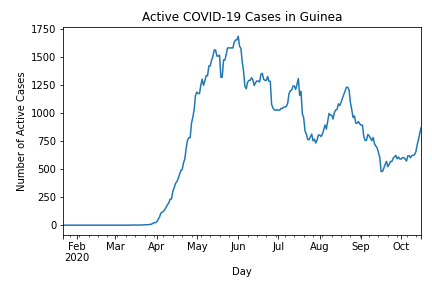 Active COVID-19 Cases in Guinea
Number of Active Cases
1750
1500
1250
1000
750
500
250
0
Feb Mar Apr May Jun Jul Aug Sep Oct
2020
Day